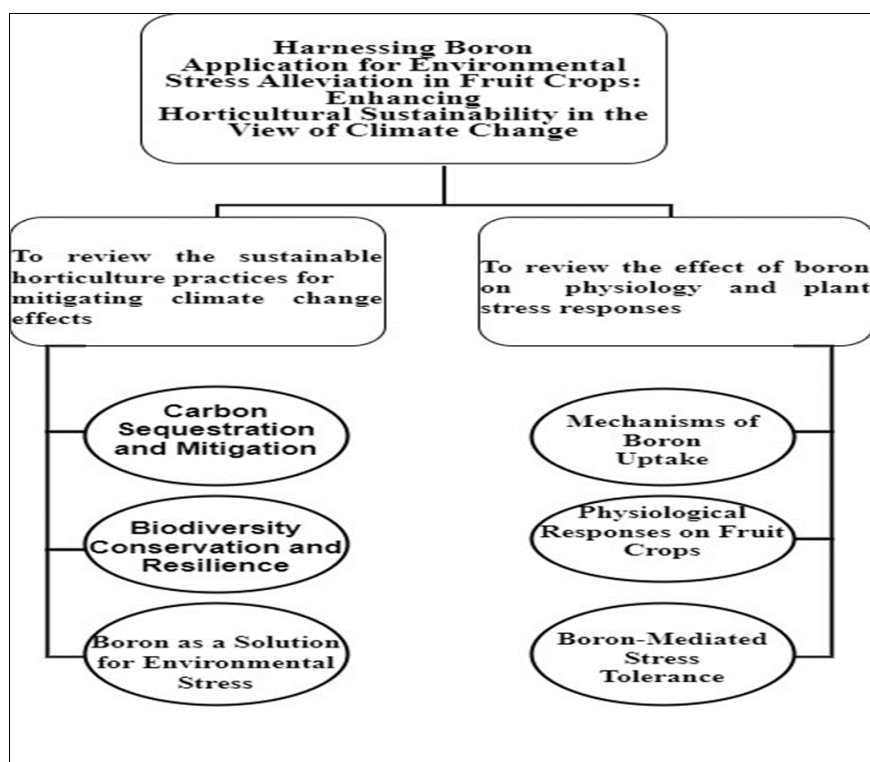 Harnessing Boron
Application for Environmental
Stress Alleviation in Fruit Crops:
Enhancing
Horticultural Sustainability in the
View of Climate Change
To review the sustainable
horticulture practices for
mitigating climate change
effects
To review the effect of boron
on physiology and plant
stress responses
Carbon
Sequestration
and Mitigation
Biodiversity
Conservation and
Resilience
Boron as a Solution
for Environmental
Stress
Mechanisms of
Boron
Uptake
Physiological
Responses on Fruit
Crops
Boron-Mediated
Stress
Tolerance